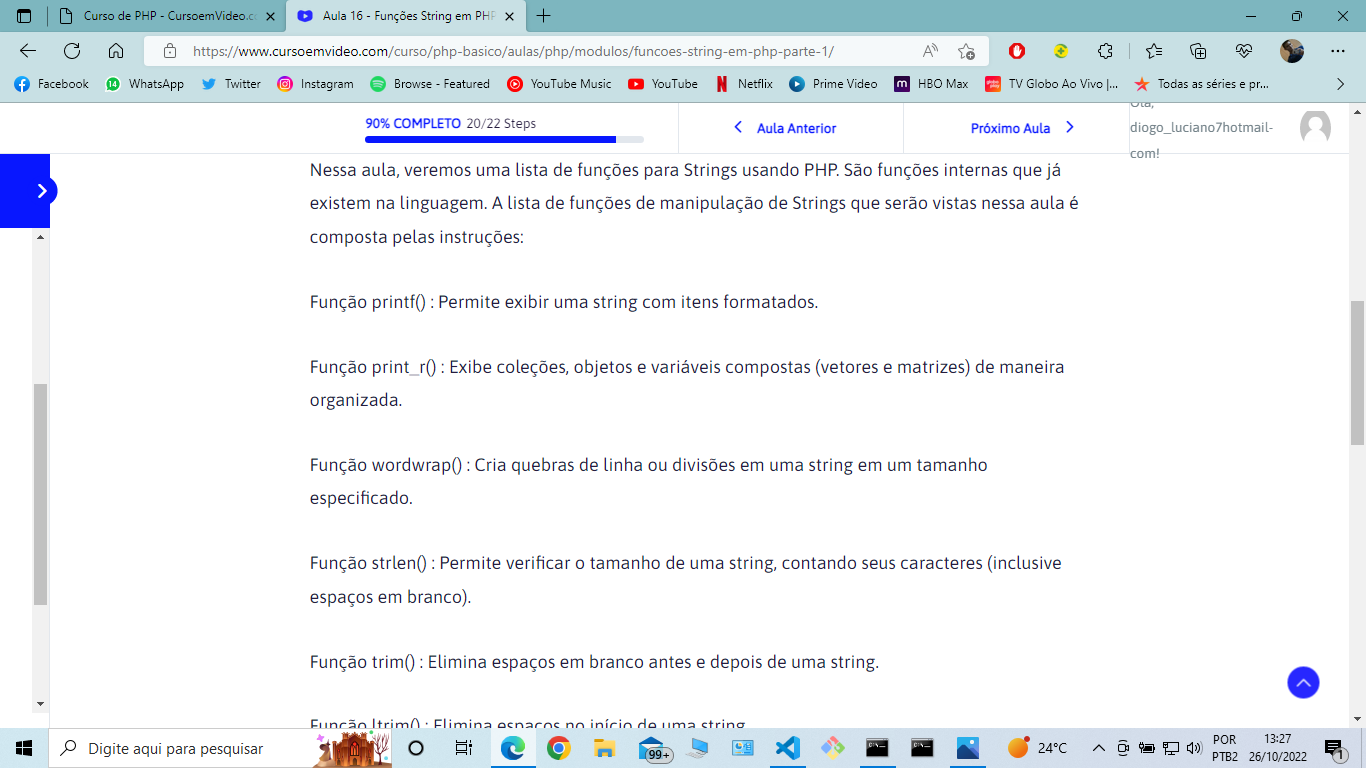 Curso de PHP - CursoemVideo.co
Aula 16 - Funções String em PHP
https://www.cursoemvideo.com/curso/php-basico/aulas/php/modulos/funcoes-string-em-php-parte-1/
Facebook
14 WhatsApp
Twitter
Instagram
Browse - Featured
YouTube Music
YouTube
Netflix
Prime Video
m HBO Max
TV Globo Ao Vivo |...
Todas as séries e pr...
90% COMPLETO 20/22 Steps
Aula Anterior
Próximo Aula
Olá,
diogo_luciano7hotmail-
com!
Nessa aula, veremos uma lista de funções para Strings usando PHP. São funções internas que já
existem na linguagem. A lista de funções de manipulação de Strings que serão vistas nessa aula é
composta pelas instruções:
Função printf() : Permite exibir uma string com itens formatados.
Função print_r() : Exibe coleções, objetos e variáveis compostas (vetores e matrizes) de maneira
organizada.
Função wordwrap() : Cria quebras de linha ou divisões em uma string em um tamanho
especificado.
Função strlen() : Permite verificar o tamanho de uma string, contando seus caracteres (inclusive
espaços em branco).
Função trim() : Elimina espaços em branco antes e depois de uma string.
Função ltrim() : Elimina espaços no início de uma string
Digite aqui para pesquisar
99+
24°C
POR
PTB2
13:27
26/10/2022
1